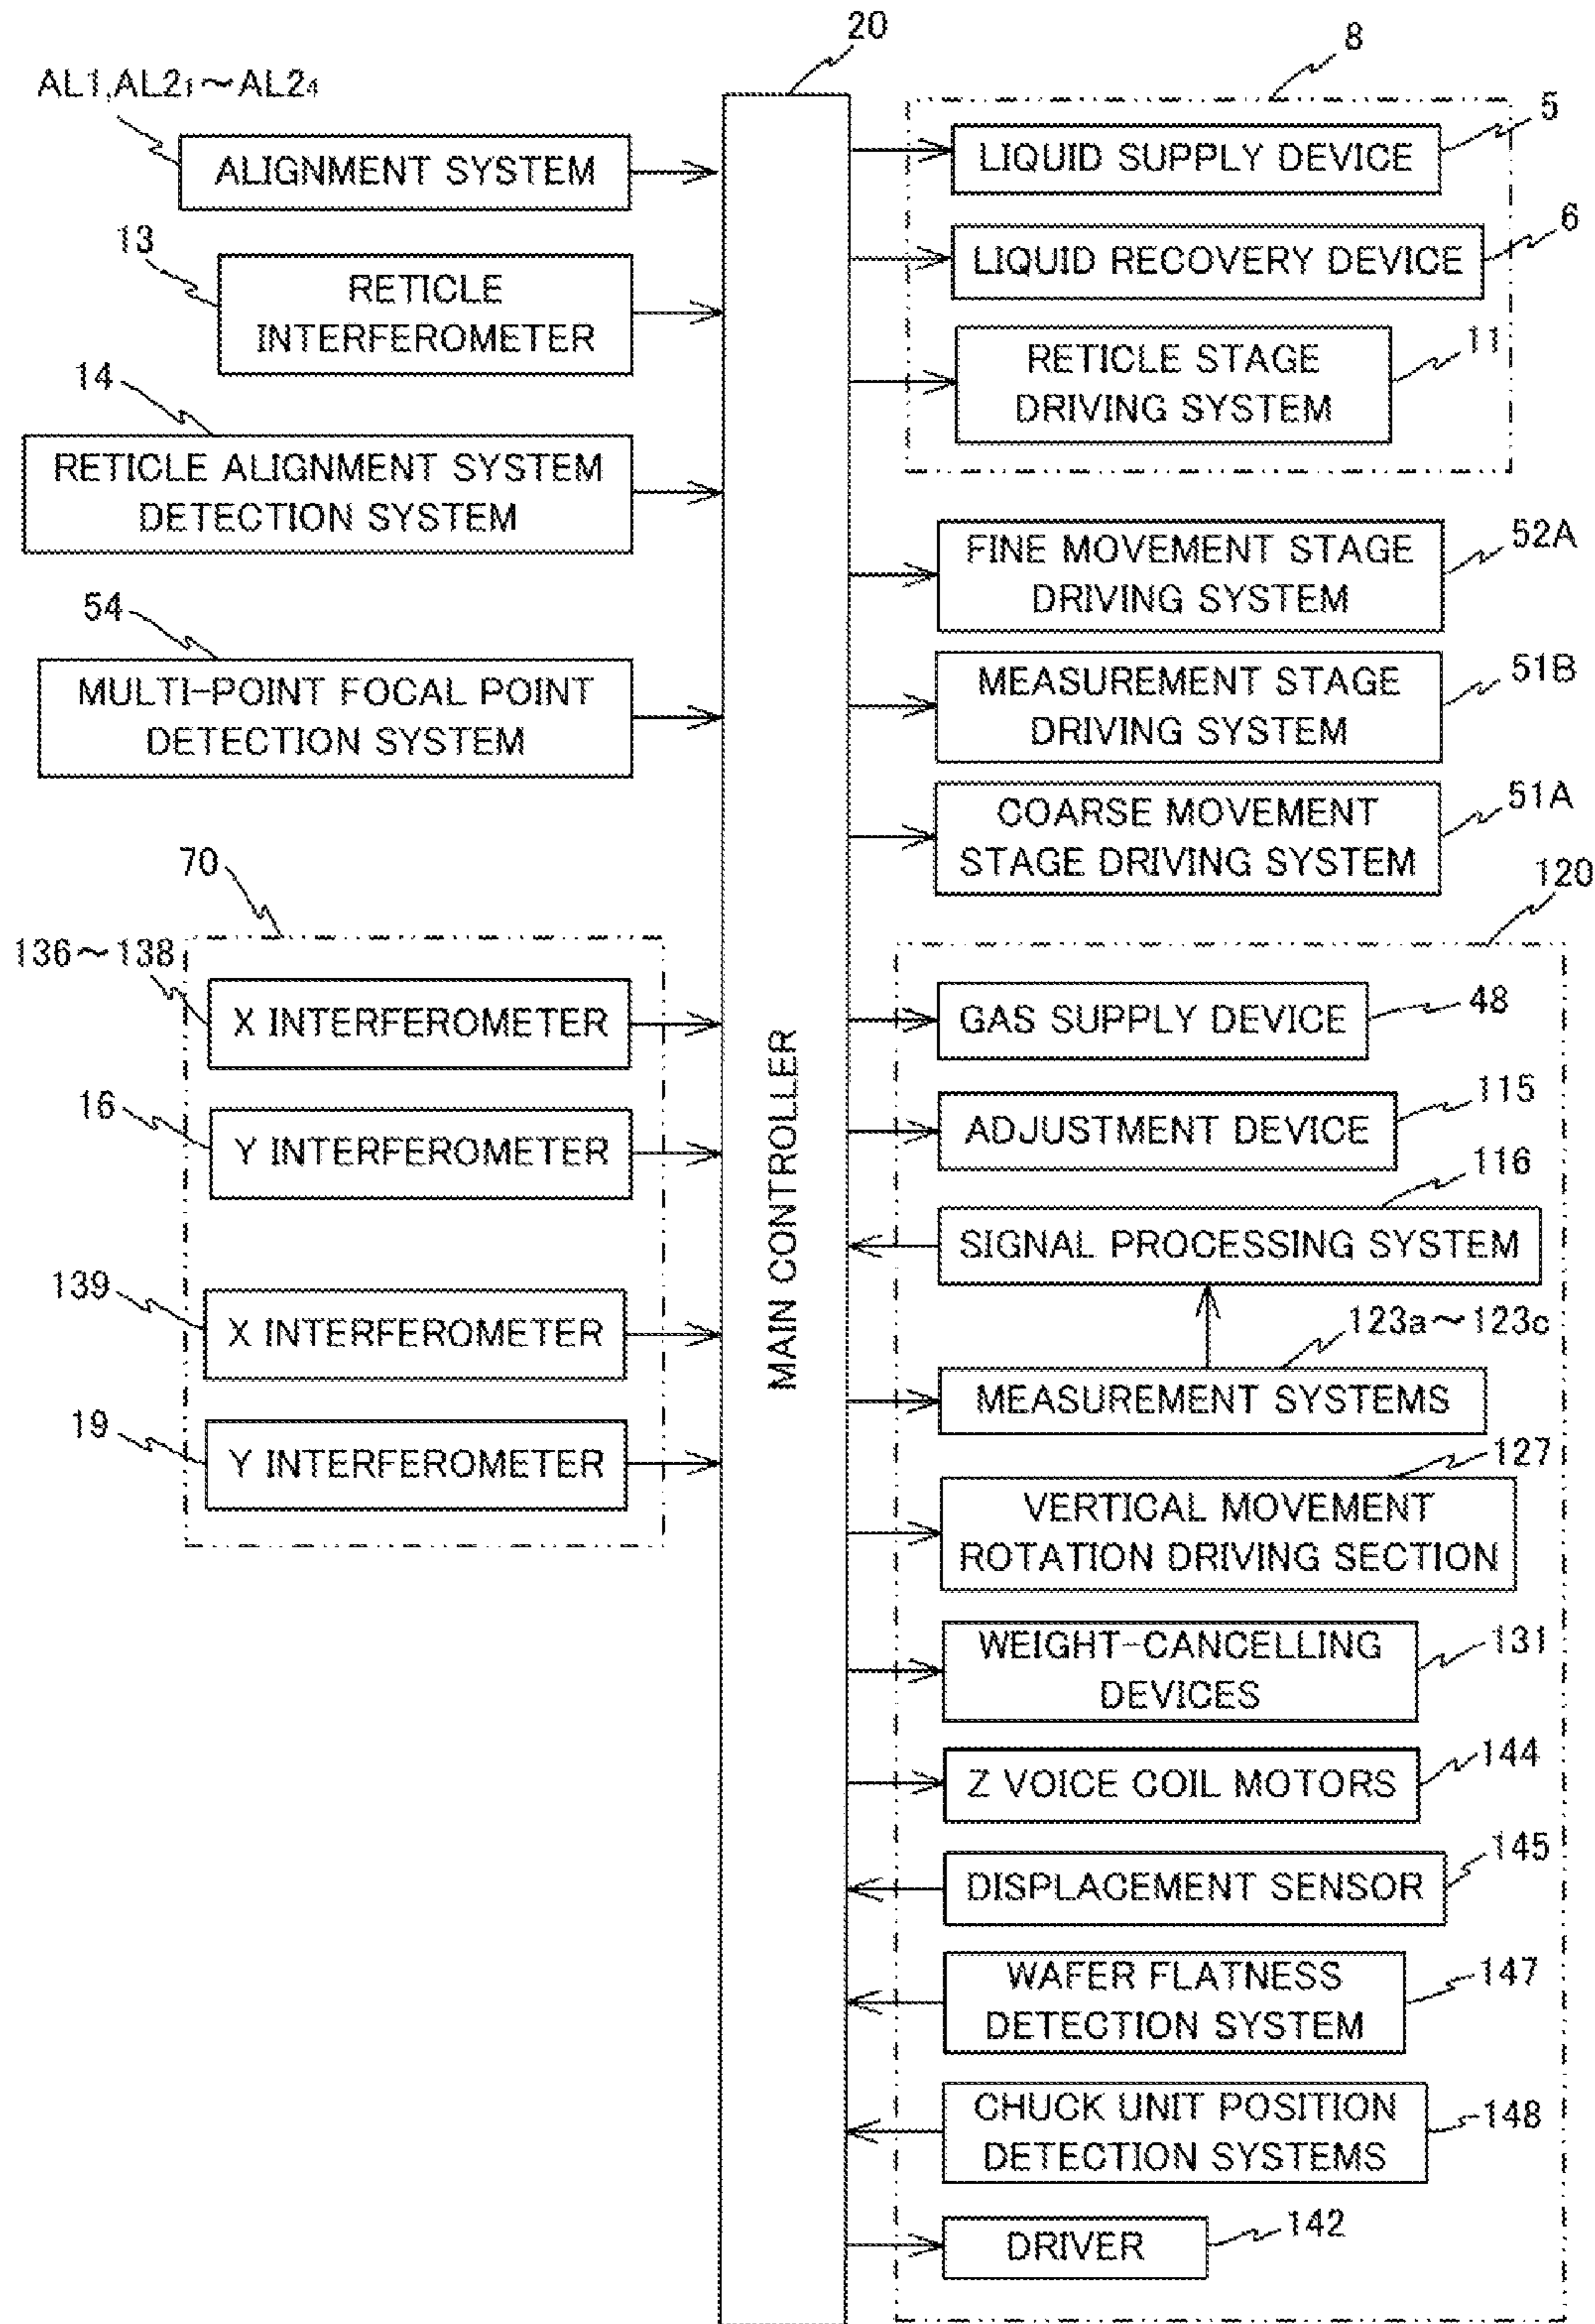 20
8
AL1,AL2₁~AL2₄
ALIGNMENT SYSTEM
13
RETICLE
INTERFEROMETER
14
RETICLE ALIGNMENT SYSTEM
DETECTION SYSTEM
54
MULTI-POINT FOCAL POINT
DETECTION SYSTEM
70
136~138
X INTERFEROMETER
16
Y INTERFEROMETER
139
X INTERFEROMETER
19
Y INTERFEROMETER
MAIN CONTROLLER
5
LIQUID SUPPLY DEVICE
6
LIQUID RECOVERY DEVICE
11
RETICLE STAGE
DRIVING SYSTEM
52A
FINE MOVEMENT STAGE
DRIVING SYSTEM
51B
MEASUREMENT STAGE
DRIVING SYSTEM
51A
COARSE MOVEMENT
STAGE DRIVING SYSTEM
120
48
GAS SUPPLY DEVICE
115
ADJUSTMENT DEVICE
116
SIGNAL PROCESSING SYSTEM
123a~123c
MEASUREMENT SYSTEMS
127
VERTICAL MOVEMENT
ROTATION DRIVING SECTION
131
WEIGHT-CANCELLING
DEVICES
144
Z VOICE COIL MOTORS
145
DISPLACEMENT SENSOR
147
WAFER FLATNESS
DETECTION SYSTEM
148
CHUCK UNIT POSITION
DETECTION SYSTEMS
142
DRIVER